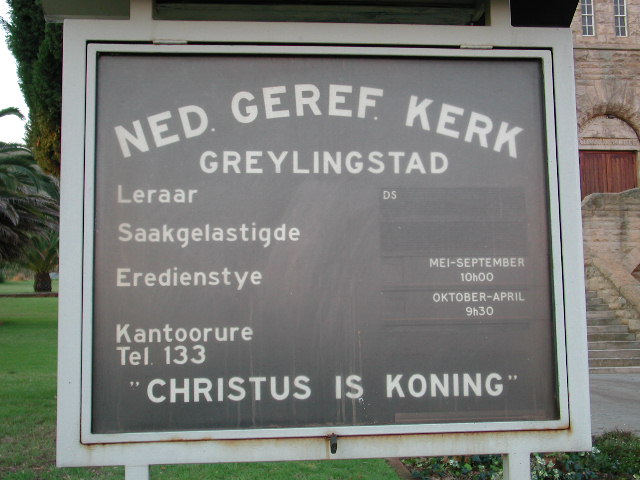 NED. GEREF. KERK
GREYLINGSTAD
Leraar DS
Saakgelastigde
Eredienstye MEI-SEPTEMBER
10h00
OKTOBER-APRIL
9h30
Kantoorure
Tel. 133
"CHRISTUS IS KONING"